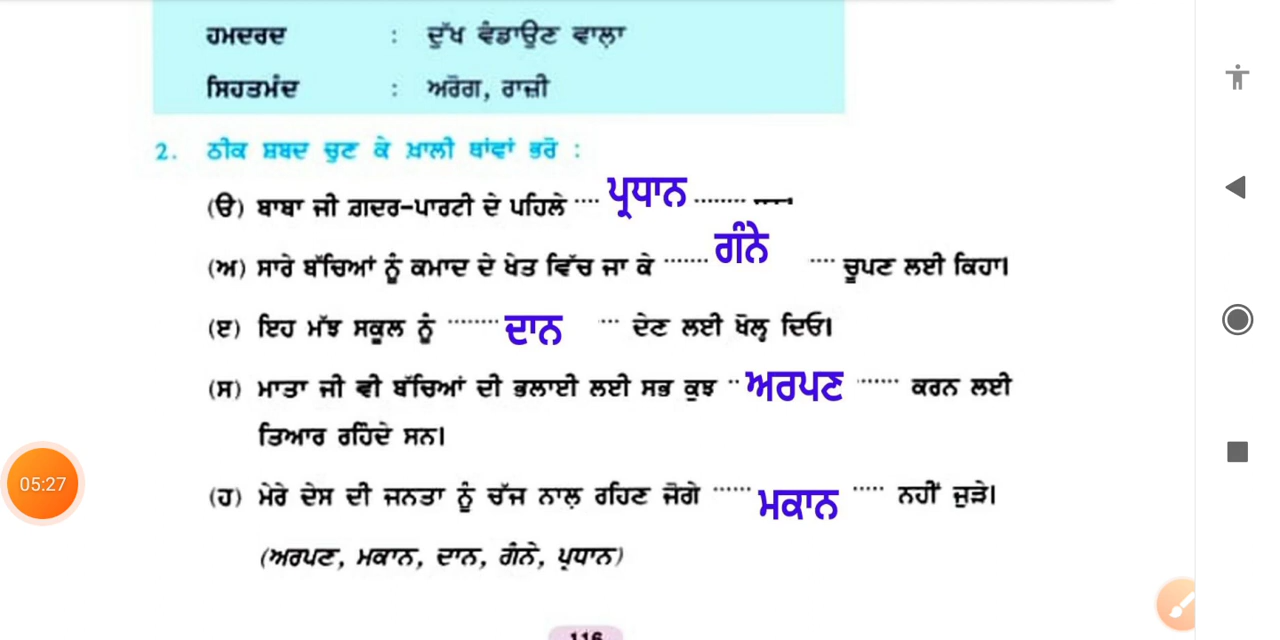 ਹਮਦਰਦ : ਦੁੱਖ ਵੰਡਾਉਣ ਵਾਲ਼ਾ
ਸਿਹਤਮੰਦ : ਅਰੋਗ, ਰਾਜ਼ੀ
2. ਠੀਕ ਸ਼ਬਦ ਚੁਣ ਕੇ ਖ਼ਾਲੀ ਥਾਂਵਾਂ ਭਰੋ :
(ੳ) ਬਾਬਾ ਜੀ ਗ਼ਦਰ-ਪਾਰਟੀ ਦੇ ਪਹਿਲੇ .... ਪ੍ਰਧਾਨ ........
(ਅ) ਸਾਰੇ ਬੱਚਿਆਂ ਨੂੰ ਕਮਾਦ ਦੇ ਖੇਤ ਵਿੱਚ ਜਾ ਕੇ ....... ਗੰਨੇ .... ਚੂਪਣ ਲਈ ਕਿਹਾ।
(ੲ) ਇਹ ਮੱਝ ਸਕੂਲ ਨੂੰ ........ ਦਾਨ ... ਦੇਣ ਲਈ ਖੋਲ੍ਹ ਦਿਓ।
(ਸ) ਮਾਤਾ ਜੀ ਵੀ ਬੱਚਿਆਂ ਦੀ ਭਲਾਈ ਲਈ ਸਭ ਕੁਝ .. ਅਰਪਣ ....... ਕਰਨ ਲਈ
ਤਿਆਰ ਰਹਿੰਦੇ ਸਨ।
(ਹ) ਮੇਰੇ ਦੇਸ ਦੀ ਜਨਤਾ ਨੂੰ ਚੱਜ ਨਾਲ਼ ਰਹਿਣ ਜੋਗੇ ...... ਮਕਾਨ ..... ਨਹੀਂ ਜੁੜੇ।
(ਅਰਪਣ, ਮਕਾਨ, ਦਾਨ, ਗੰਨੇ, ਪ੍ਰਧਾਨ)
05:27
116